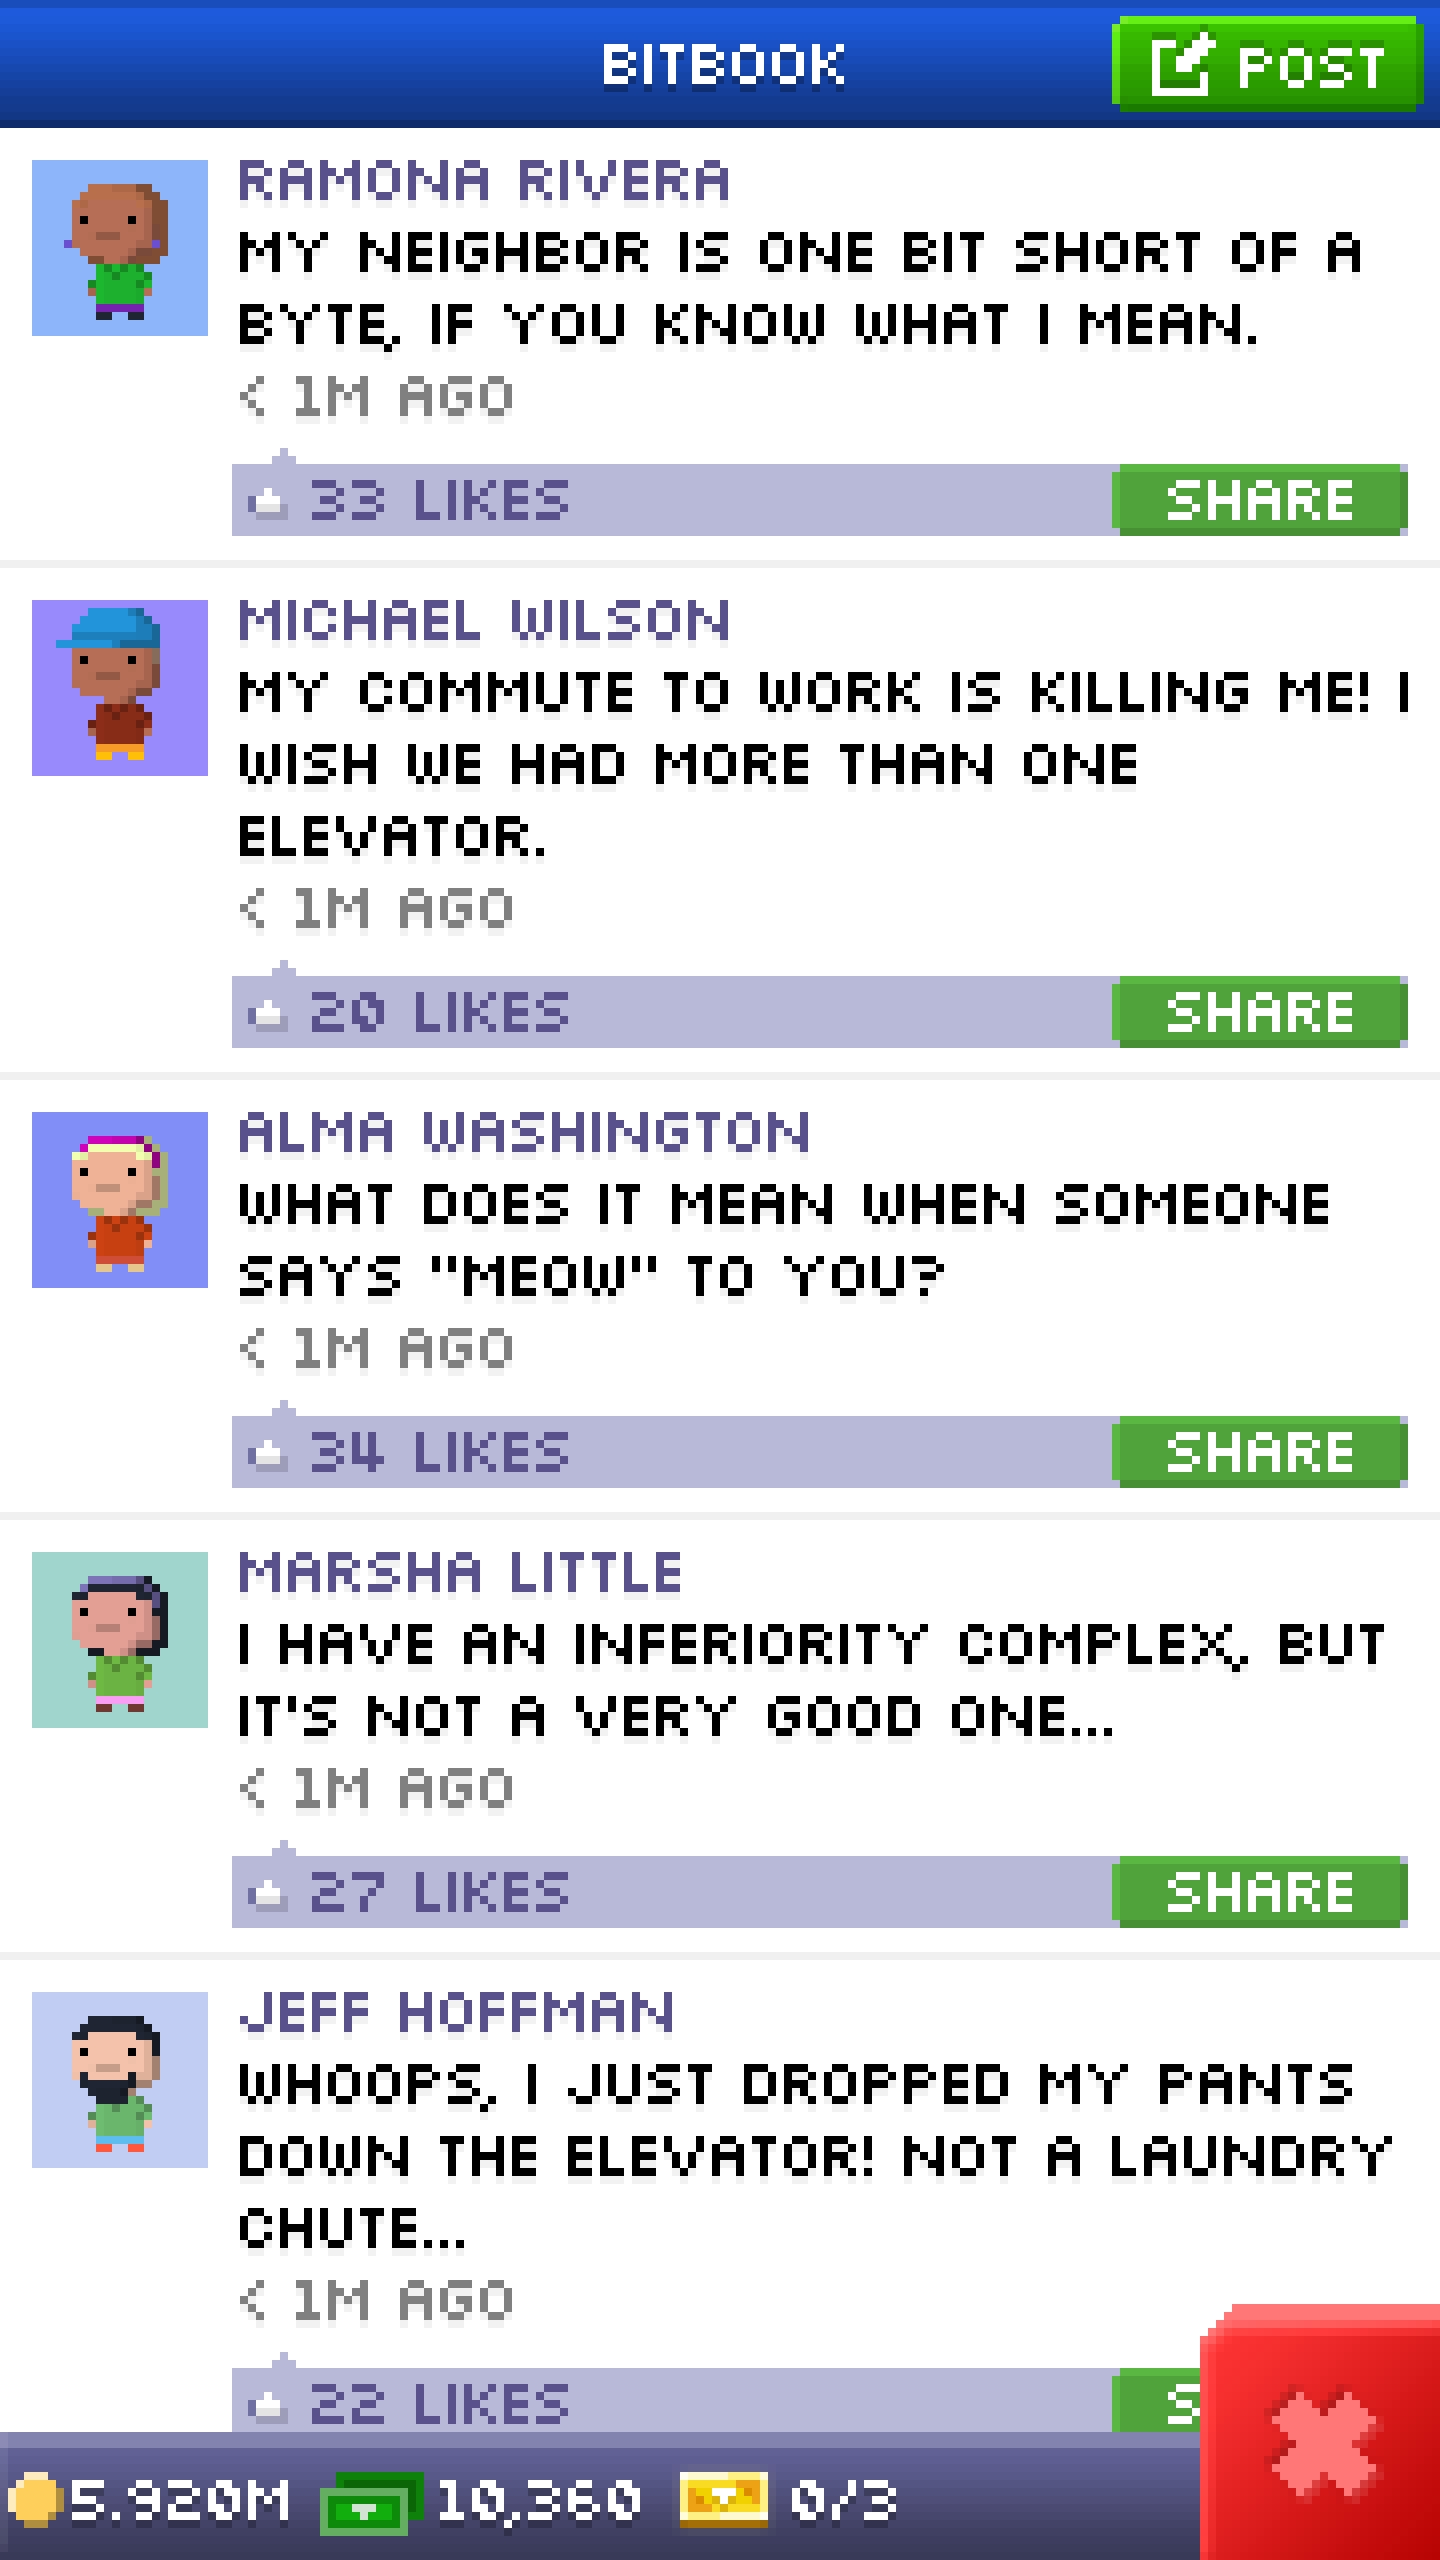 BITBOOK
POST
RAMONA RIVERA
MY NEIGHBOR IS ONE BIT SHORT OF A
BYTE, IF YOU KNOW WHAT I MEAN.
< 1M AGO
33 LIKES
SHARE
MICHAEL WILSON
MY COMMUTE TO WORK IS KILLING ME! I
WISH WE HAD MORE THAN ONE
ELEVATOR.
< 1M AGO
20 LIKES
SHARE
ALMA WASHINGTON
WHAT DOES IT MEAN WHEN SOMEONE
SAYS "MEOW" TO YOU?
< 1M AGO
34 LIKES
SHARE
MARSHA LITTLE
I HAVE AN INFERIORITY COMPLEX, BUT
IT'S NOT A VERY GOOD ONE...
< 1M AGO
27 LIKES
SHARE
JEFF HOFFMAN
WHOOPS, I JUST DROPPED MY PANTS
DOWN THE ELEVATOR! NOT A LAUNDRY
CHUTE...
< 1M AGO
22 LIKES
5.920M
10,360
0/3